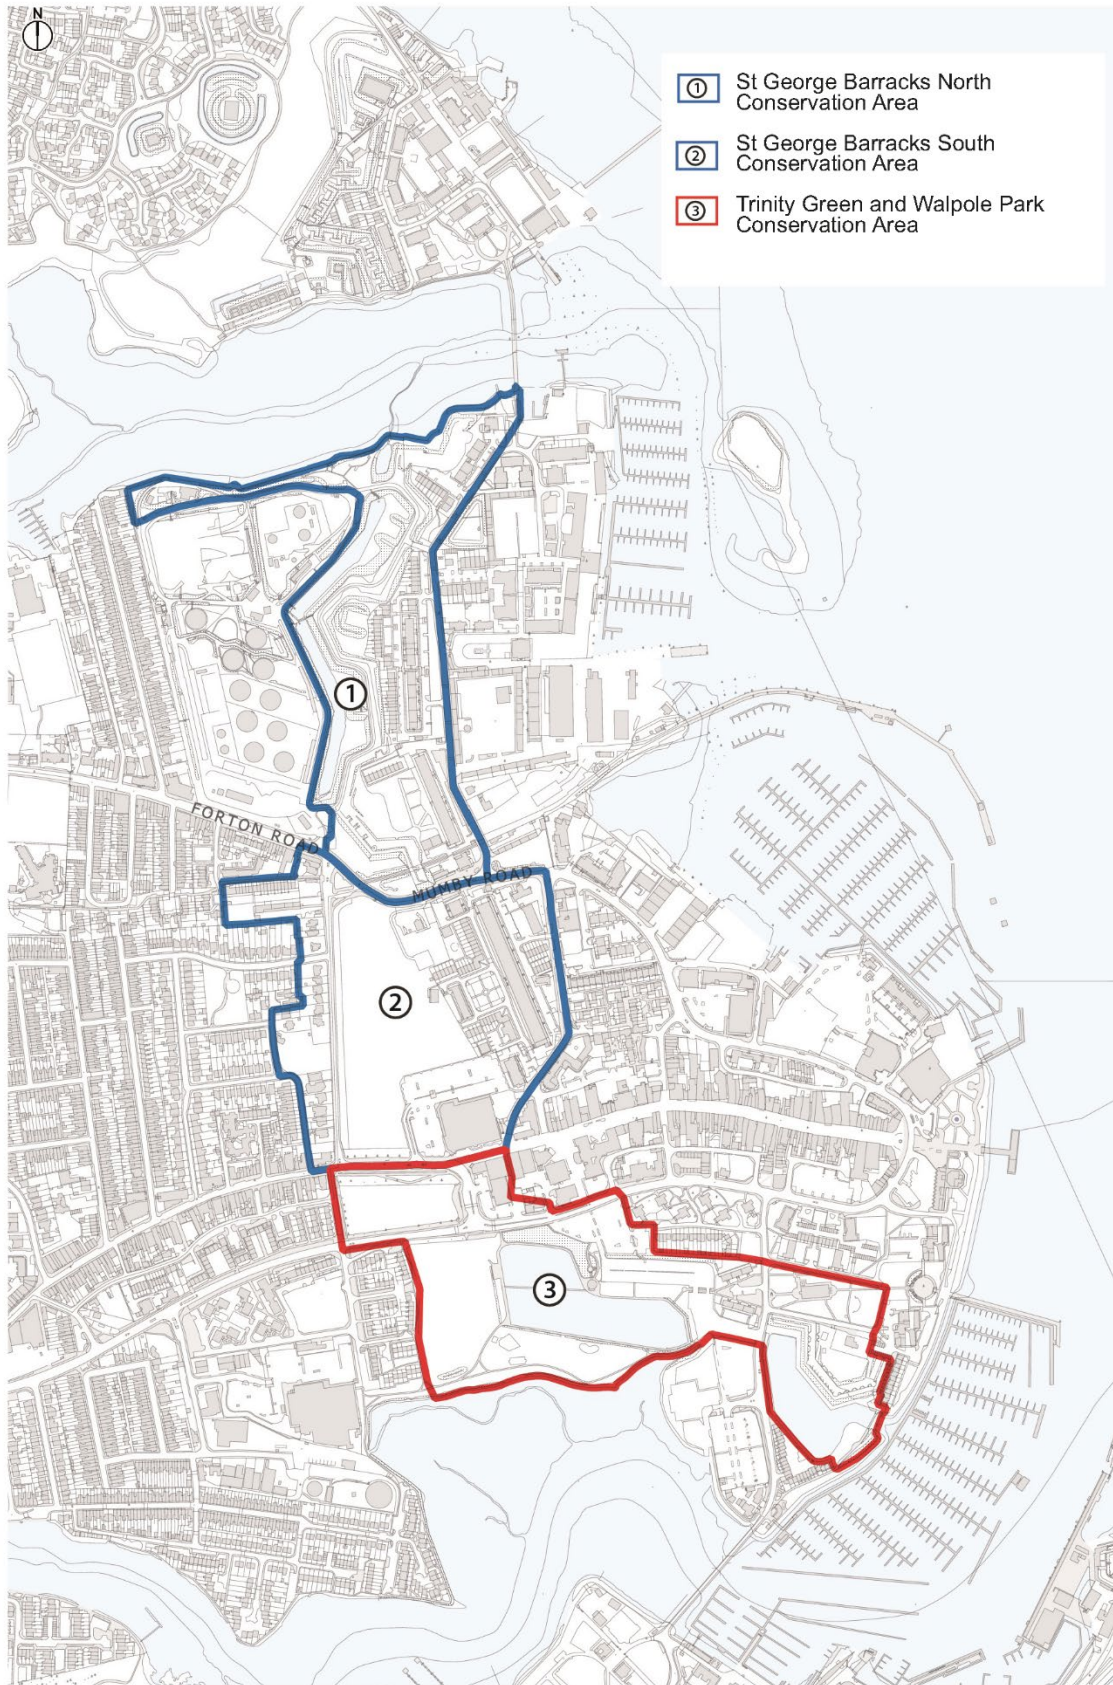 N
① St George Barracks North
Conservation Area
② St George Barracks South
Conservation Area
③ Trinity Green and Walpole Park
Conservation Area
①
FORTON ROAD
MUMBY ROAD
②
③